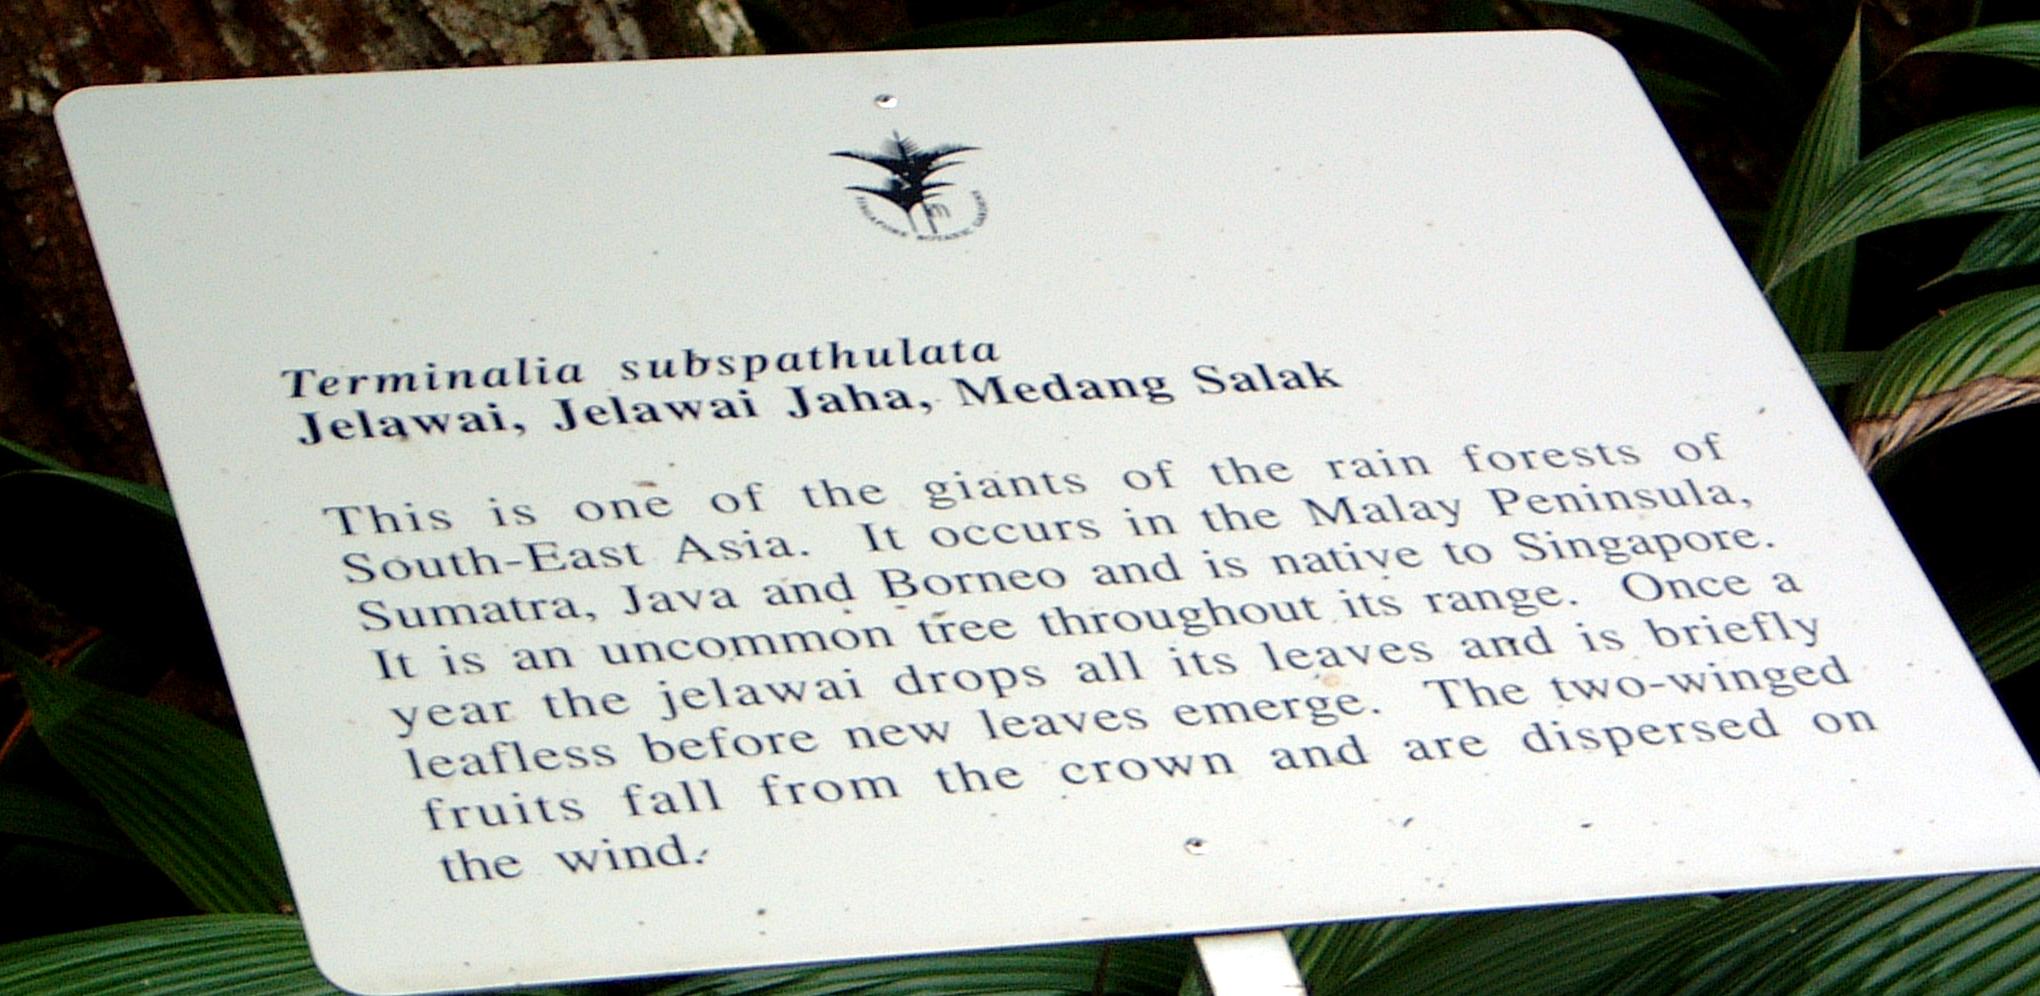 SINGAPORE BOTANIC GARDENS
Terminalia subspathulata
Jelawai, Jelawai Jaha, Medang Salak
This is one of the giants of the rain forests of
South-East Asia. It occurs in the Malay Peninsula,
Sumatra, Java and Borneo and is native to Singapore.
It is an uncommon tree throughout its range. Once a
year the jelawai drops all its leaves and is briefly
leafless before new leaves emerge. The two-winged
fruits fall from the crown and are dispersed on
the wind.